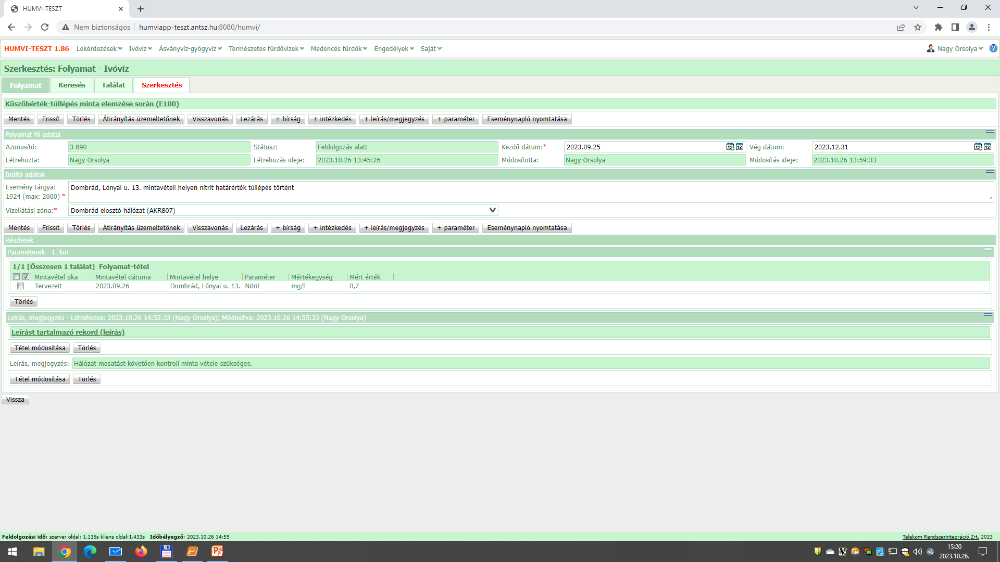 HUMVI-TESZT
Nem biztonságos humviapp-teszt.antsz.hu:8080/humvi/
HUMVI-TESZT 1.86 Lekérdezések Ivóvíz Ásványvíz-gyógyvíz Természetes fürdővizek Medencés fürdők Engedélyek Saját Nagy Orsolya
Szerkesztés: Folyamat - Ivóvíz
Folyamat Keresés Találat Szerkesztés
Küszöbérték-túllépés minta elemzése során (E100)
Mentés Frissít Törlés Átirányítás üzemeltetőnek Visszavonás Lezárás + bírság + intézkedés + leírás/megjegyzés + paraméter Eseménynapló nyomtatása
Folyamat fő adatai
Azonosító: 3 890 Státusz: Feldolgozás alatt Kezdő dátum:* 2023.09.25 Vég dátum: 2023.12.31
Létrehozta: Nagy Orsolya Létrehozás ideje: 2023.10.26 13:45:26 Módosította: Nagy Orsolya Módosítás ideje: 2023.10.26 13:59:33
Indító adatok
Esemény tárgya: Dombrád, Lónyai u. 13. mintavételi helyen nitrit határérték túllépés történt
1924 (max: 2000) *
Vízellátási zóna:* Dombrád elosztó hálózat (AKR807)
Mentés Frissít Törlés Átirányítás üzemeltetőnek Visszavonás Lezárás + bírság + intézkedés + leírás/megjegyzés + paraméter Eseménynapló nyomtatása
Részletek
Paraméterek - 1. kör
1/1 [Összesen 1 találat] Folyamat-tétel
Mintavétel oka Mintavétel dátuma Mintavétel helye Paraméter Mértékegység Mért érték
Tervezett 2023.09.26 Dombrád, Lónyai u. 13. Nitrit mg/l 0,7
Törlés
Leírás, megjegyzés - Létrehozva: 2023.10.26 14:55:33 (Nagy Orsolya); Módosítva: 2023.10.26 14:55:33 (Nagy Orsolya)
Leírást tartalmazó rekord (leírás)
Tétel módosítása Törlés
Leírás, megjegyzés: Hálózat mosatást követően kontroll minta vétele szükséges.
Tétel módosítása Törlés
Vissza
Feldolgozási idő: szerver oldal: 1,136s kliens oldal:1,433s Időbélyegző: 2023.10.26 14:55 Telekom Rendszerintegráció Zrt. 2023
15:20
2023.10.26.